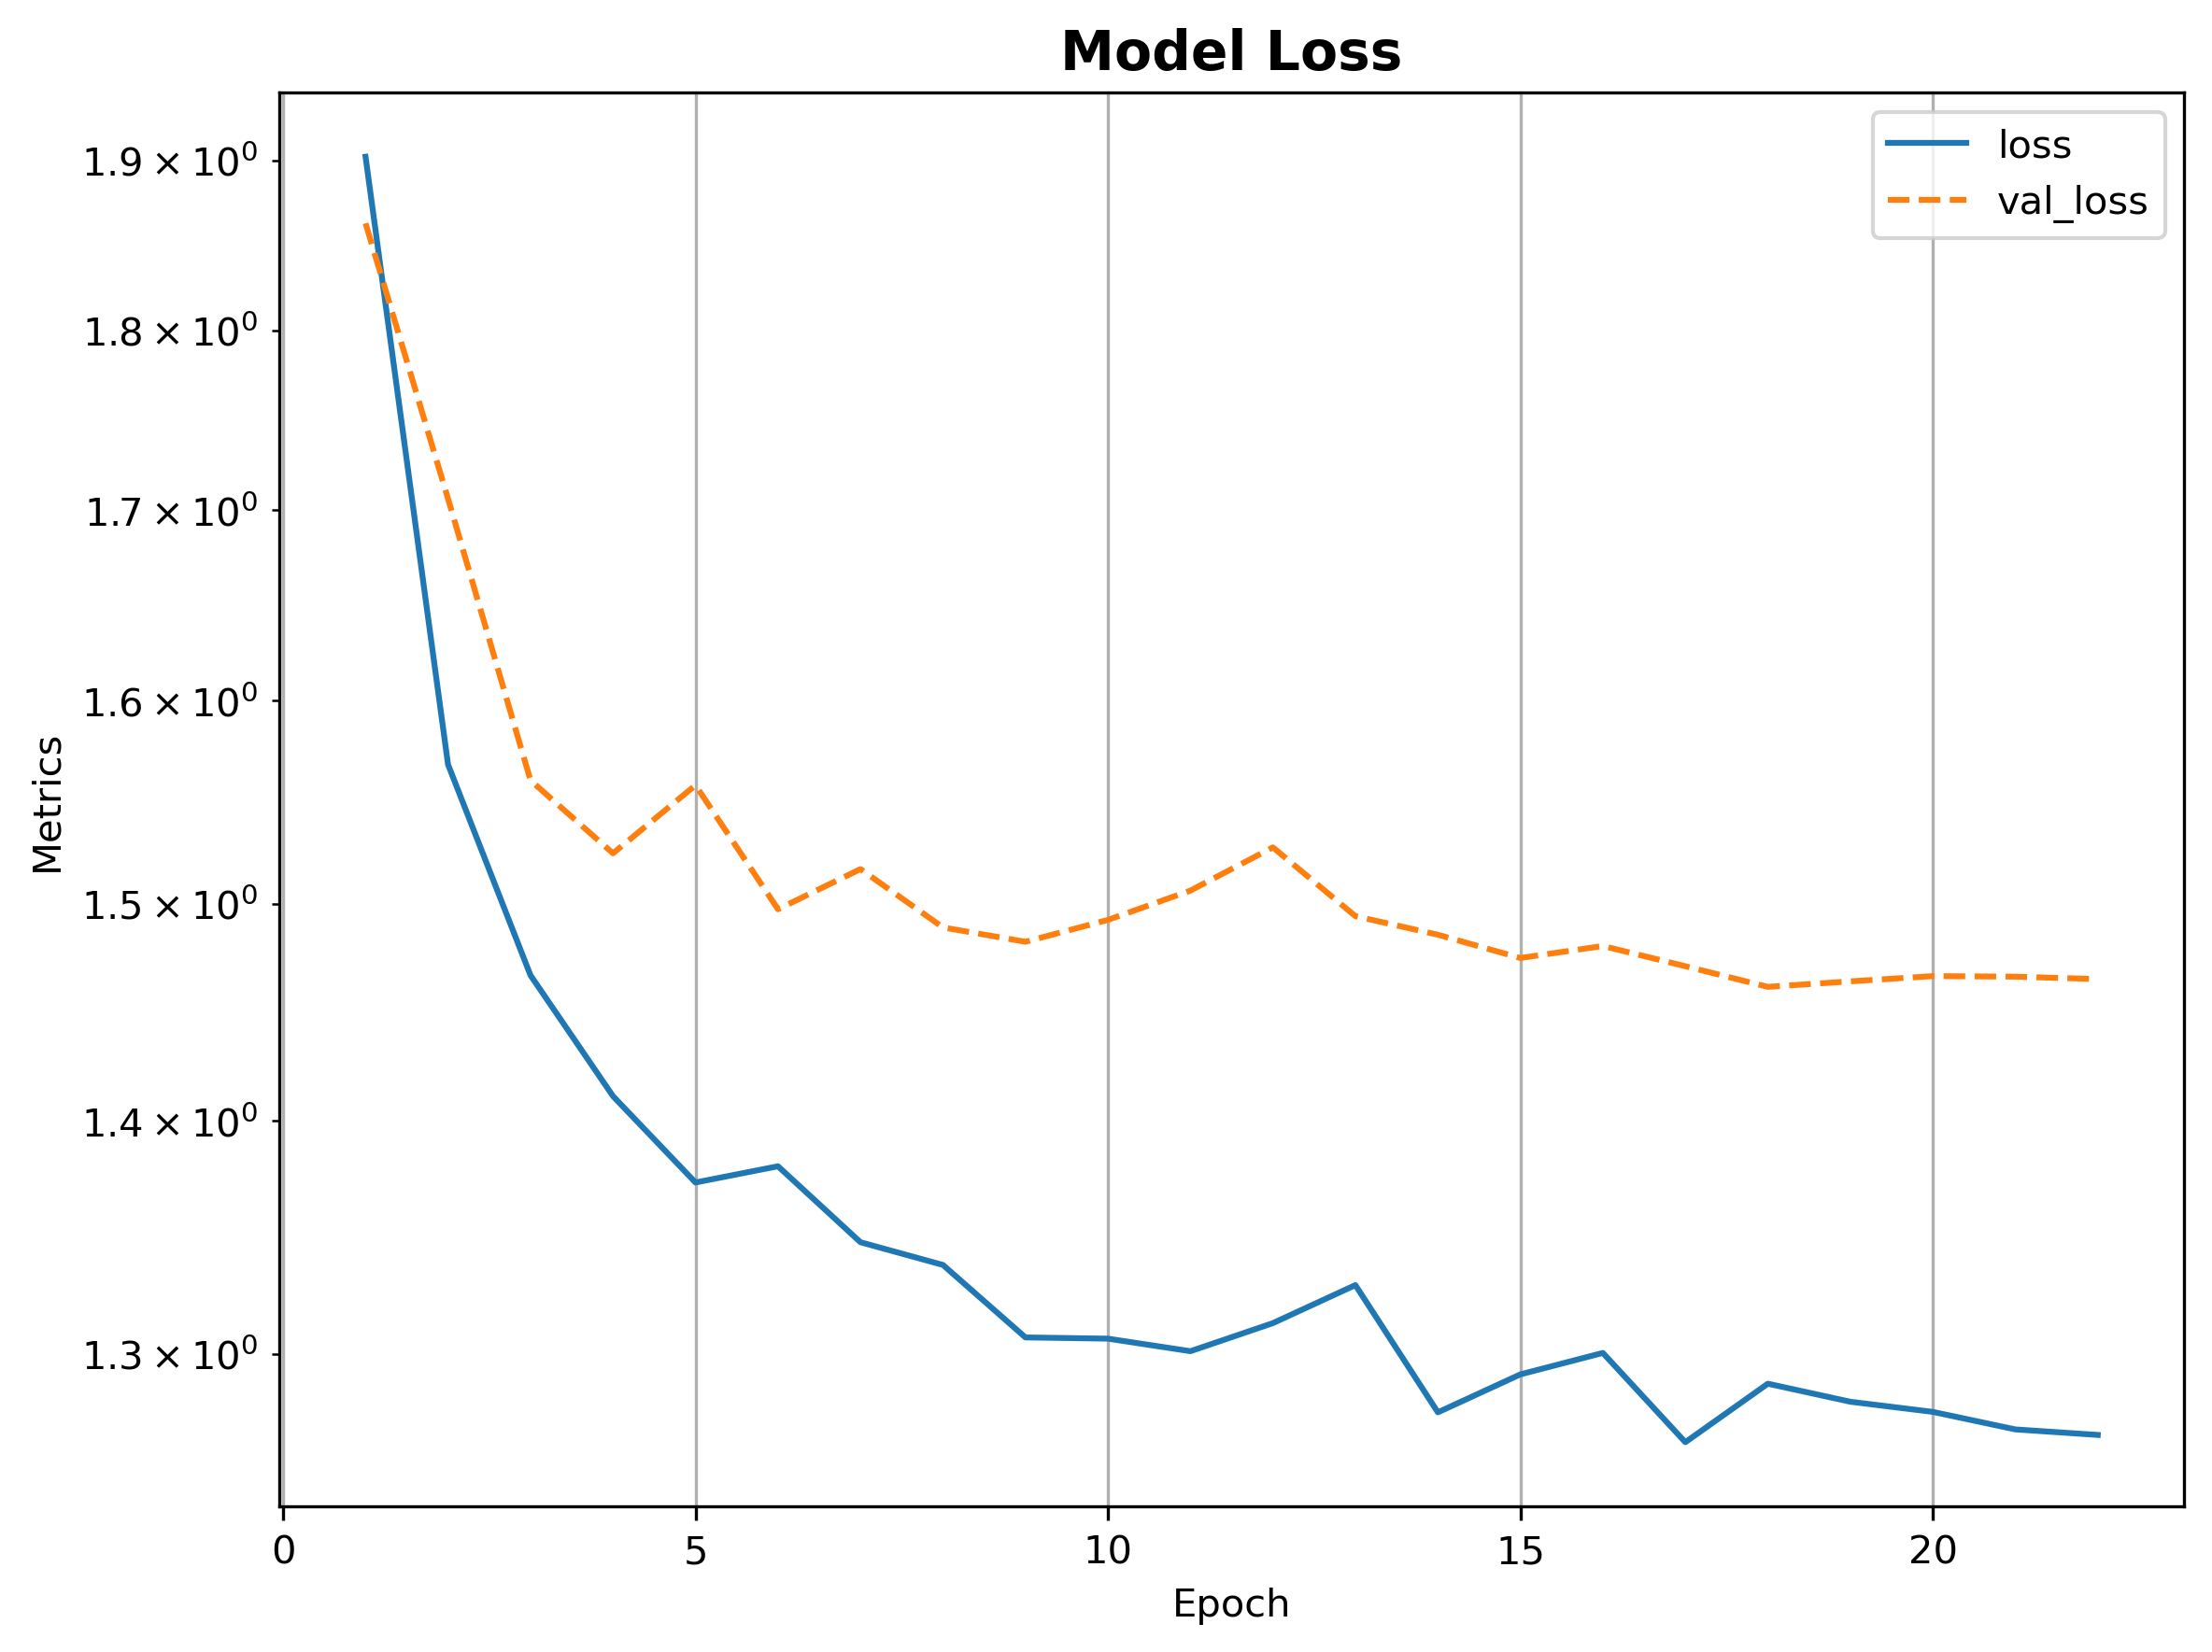 Model Loss
1.9 × 10⁰
1.8 × 10⁰
1.7 × 10⁰
1.6 × 10⁰
1.5 × 10⁰
1.4 × 10⁰
1.3 × 10⁰
Metrics
loss
val_loss
0 5 10 15 20
Epoch